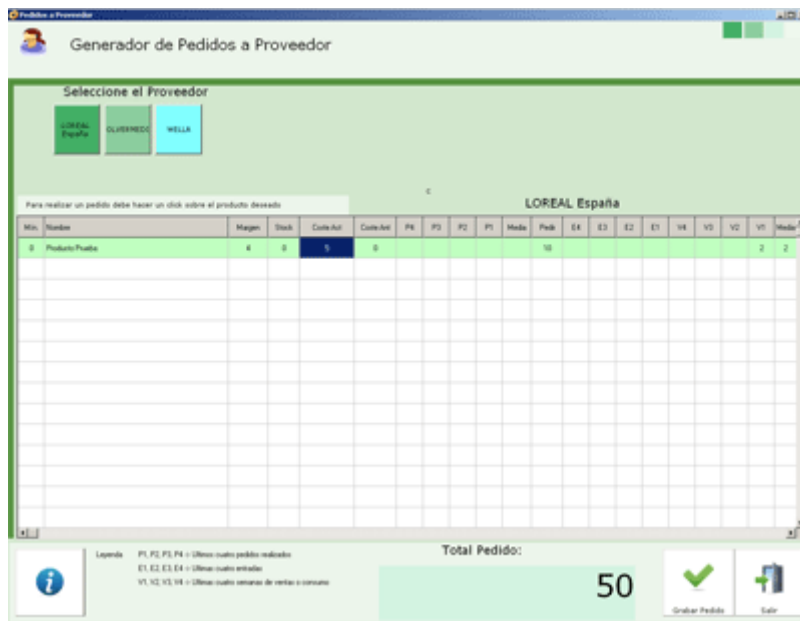 Pedidos a Proveedor
Generador de Pedidos a Proveedor
Seleccione el Proveedor
LOREAL España
WELLA
c
Para realizar un pedido debe hacer un click sobre el producto deseado
LOREAL España
Min. Nombre Margen Stock Coste Act Coste Ant P4 P3 P2 P1 Media Pedir E4 E3 E2 E1 V4 V3 V2 V1 Media
0 Producto Prueba 4 0 5 0 10 2 2
Leyenda P1, P2, P3, P4 -> Ultimos cuatro pedidos realizados
E1, E2, E3, E4 -> Ultimas cuatro entradas
V1, V2, V3, V4 -> Ultimas cuatro semanas de ventas o consumo
Total Pedido:
50
Grabar Pedido
Salir